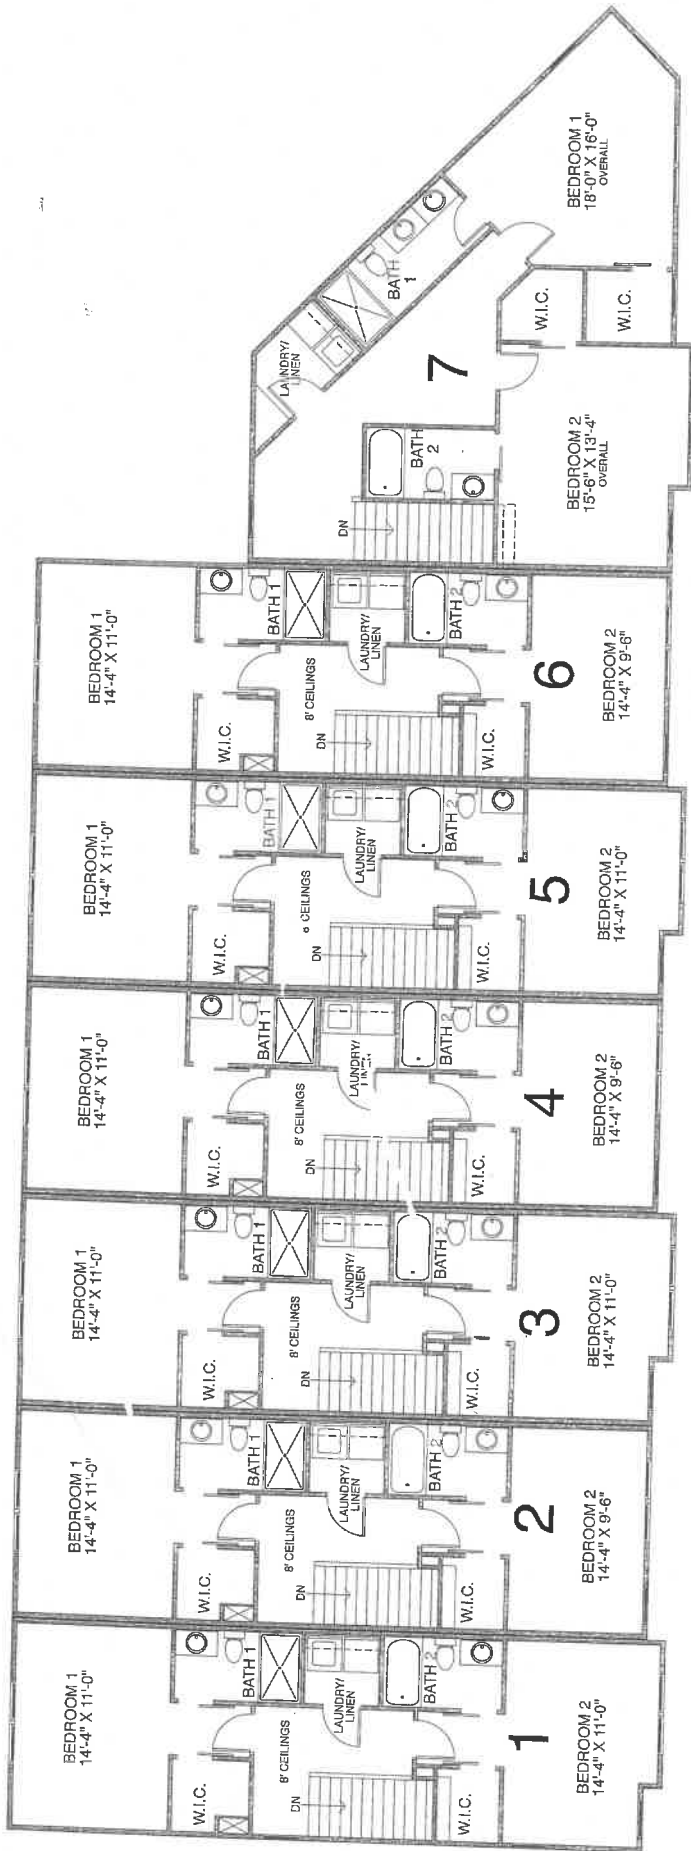 BEDROOM 1
14'-4" X 11'-0"
W.I.C.
BATH 1
8' CEILINGS
DN
LAUNDRY/
LINEN
BATH 2
W.I.C.
1
BEDROOM 2
14'-4" X 11'-0"
BEDROOM 1
14'-4" X 11'-0"
W.I.C.
BATH 1
8' CEILINGS
DN
LAUNDRY/
LINEN
BATH 2
W.I.C.
2
BEDROOM 2
14'-4" X 9'-6"
BEDROOM 1
14'-4" X 11'-0"
W.I.C.
BATH 1
8' CEILINGS
DN
LAUNDRY/
LINEN
BATH 2
W.I.C.
3
BEDROOM 2
14'-4" X 11'-0"
BEDROOM 1
14'-4" X 11'-0"
W.I.C.
BATH 1
8' CEILINGS
DN
LAUNDRY/
BATH 2
W.I.C.
4
BEDROOM 2
14'-4" X 9'-6"
BEDROOM 1
14'-4" X 11'-0"
W.I.C.
BATH 1
CEILINGS
DN
LAUNDRY/
LINEN
BATH 2
W.I.C.
5
BEDROOM 2
14'-4" X 11'-0"
BEDROOM 1
14'-4" X 11'-0"
W.I.C.
BATH 1
8' CEILINGS
DN
LAUNDRY/
LINEN
BATH 2
W.I.C.
6
BEDROOM 2
14'-4" X 9'-6"
LAUNDRY/
LINEN
BATH
1
7
DN
BATH
2
W.I.C.
W.I.C.
BEDROOM 2
15'-6" X 13'-4"
OVERALL
BEDROOM 1
18'-0" X 16'-0"
OVERALL